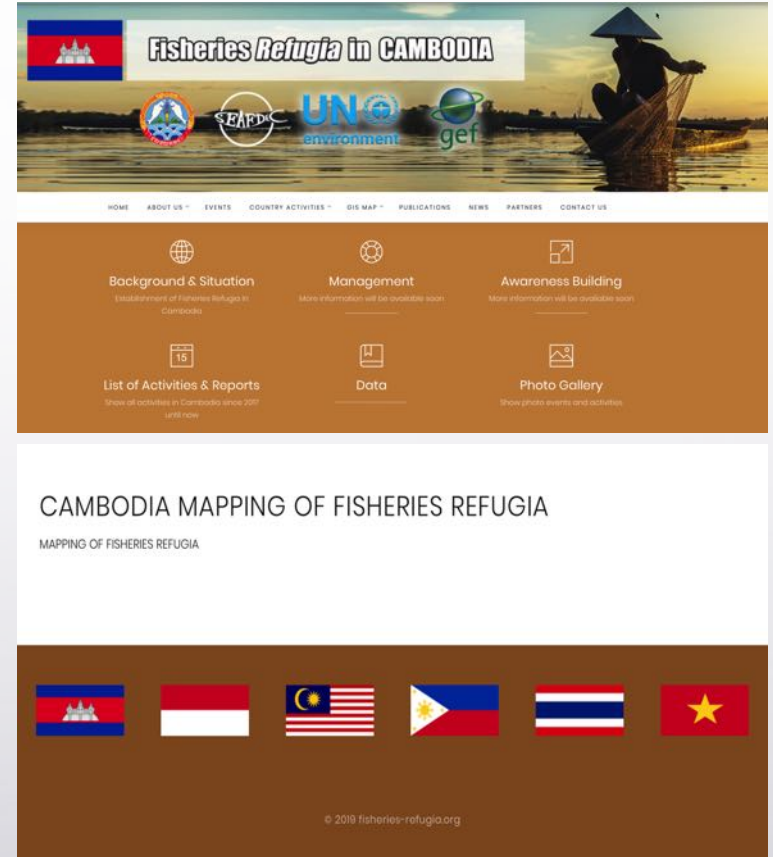 Fisheries Refugia in CAMBODIA
SEAFDEC
UN
environment
gef
HOME ABOUT US EVENTS COUNTRY ACTIVITIES GIS MAP PUBLICATIONS NEWS PARTNERS CONTACT US
Background & Situation Management Awareness Building
Establishment of Fisheries Refugia in More information will be available soon More information will be available soon
Cambodia
15
List of Activities & Reports Data Photo Gallery
Show all activities in Cambodia since 2017 Show photo events and activities
until now
CAMBODIA MAPPING OF FISHERIES REFUGIA
MAPPING OF FISHERIES REFUGIA
© 2019 fisheries-refugia.org